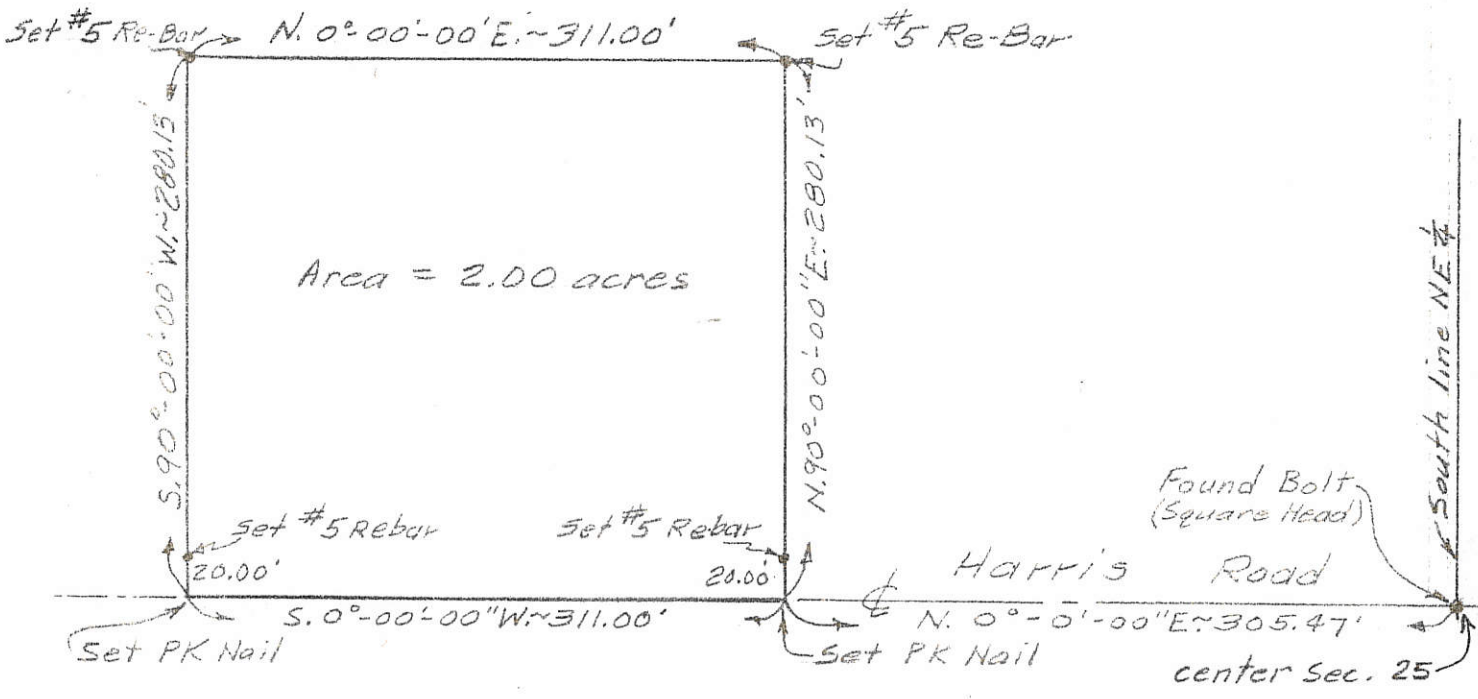 Set #5 Re-Bar
N. 0°-00'-00' E.~311.00'
Set #5 Re-Bar
S. 90°-00'-00' W.~280.13'
N. 90°-00'-00" E.~280.13'
Area = 2.00 acres
South line NE 1/4
Found Bolt
(Square Head)
Set #5 Rebar
Set #5 Rebar
20.00'
20.00'
Harris Road
℄
S. 0°-00'-00" W.~311.00'
N. 0°-0'-00" E~305.47'
Set PK Nail
Set PK Nail
center Sec. 25